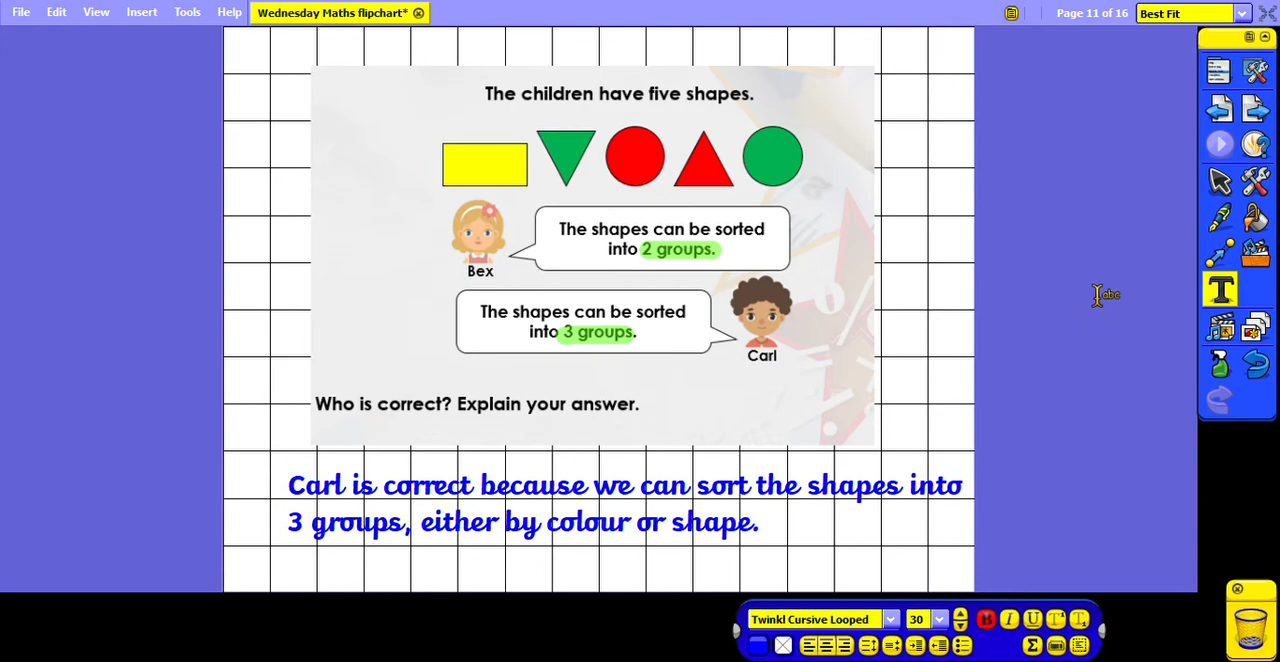 File Edit View Insert Tools Help Wednesday Maths flipchart* Page 11 of 16 Best Fit
The children have five shapes.
The shapes can be sorted
into 2 groups.
Bex
The shapes can be sorted
into 3 groups.
Carl
abc
T
Who is correct? Explain your answer.
Carl is correct because we can sort the shapes into
3 groups, either by colour or shape.
Twinkl Cursive Looped 30 B I U T¹ T₁
Σ